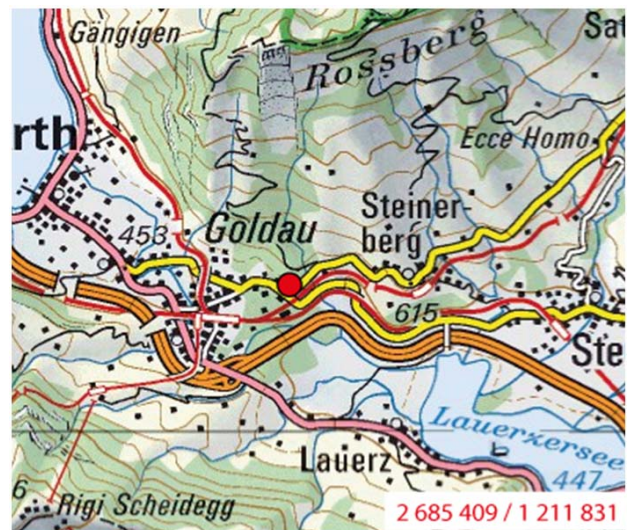 Gängigen
Rossberg
Sat
rth
Ecce Homo
Steiner-
berg
Goldau
453
615
Ste
Lauerzersee
Lauerz
447
6
Rigi Scheidegg
2 685 409 / 1 211 831